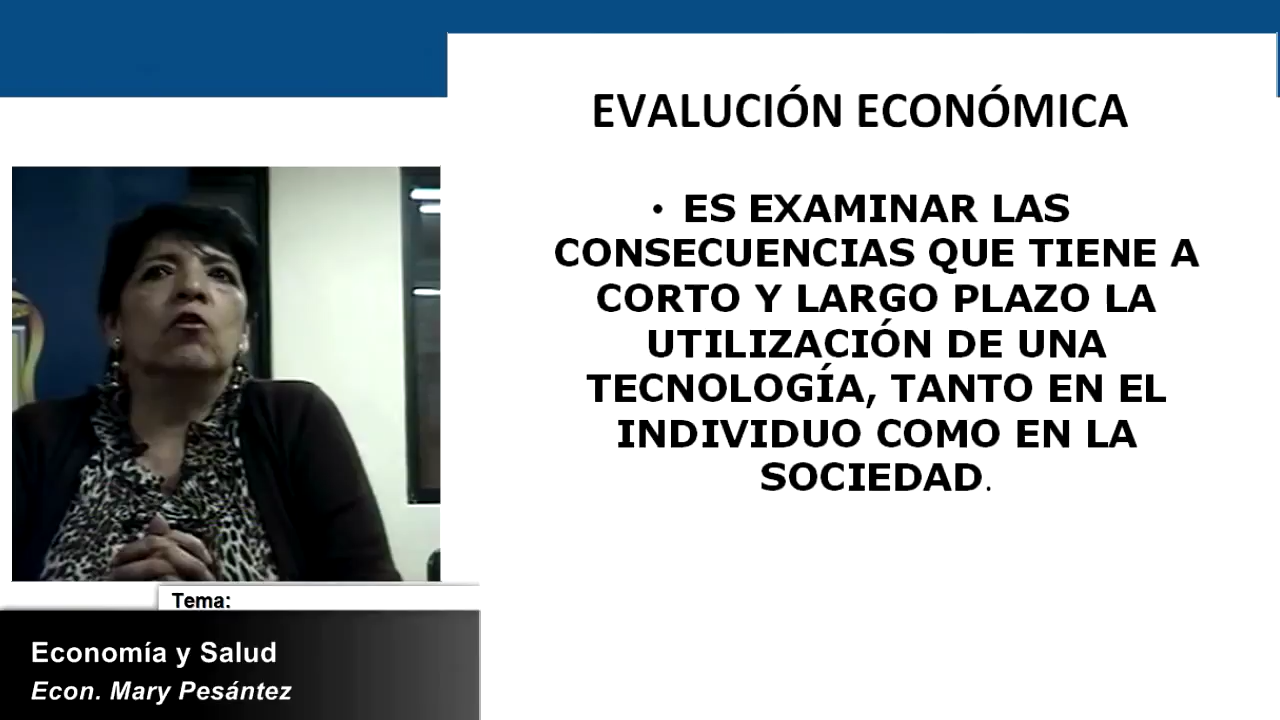 EVALUCIÓN ECONÓMICA
• ES EXAMINAR LAS
CONSECUENCIAS QUE TIENE A
CORTO Y LARGO PLAZO LA
UTILIZACIÓN DE UNA
TECNOLOGÍA, TANTO EN EL
INDIVIDUO COMO EN LA
SOCIEDAD.
Tema:
Economía y Salud
Econ. Mary Pesántez